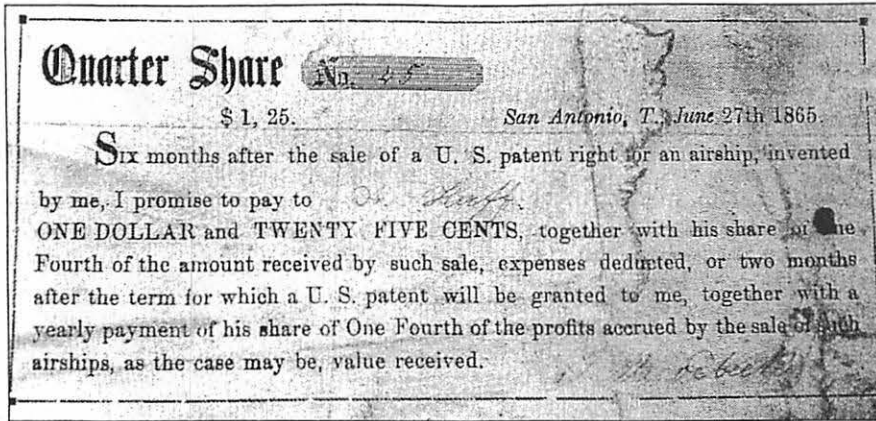 Quarter Share No. 25
$ 1, 25. San Antonio, T., June 27th 1865.
Six months after the sale of a U. S. patent right for an airship, invented
by me, I promise to pay to
ONE DOLLAR and TWENTY FIVE CENTS, together with his share of One
Fourth of the amount received by such sale, expenses deducted, or two months
after the term for which a U. S. patent will be granted to me, together with a
yearly payment of his share of One Fourth of the profits accrued by the sale of such
airships, as the case may be, value received.